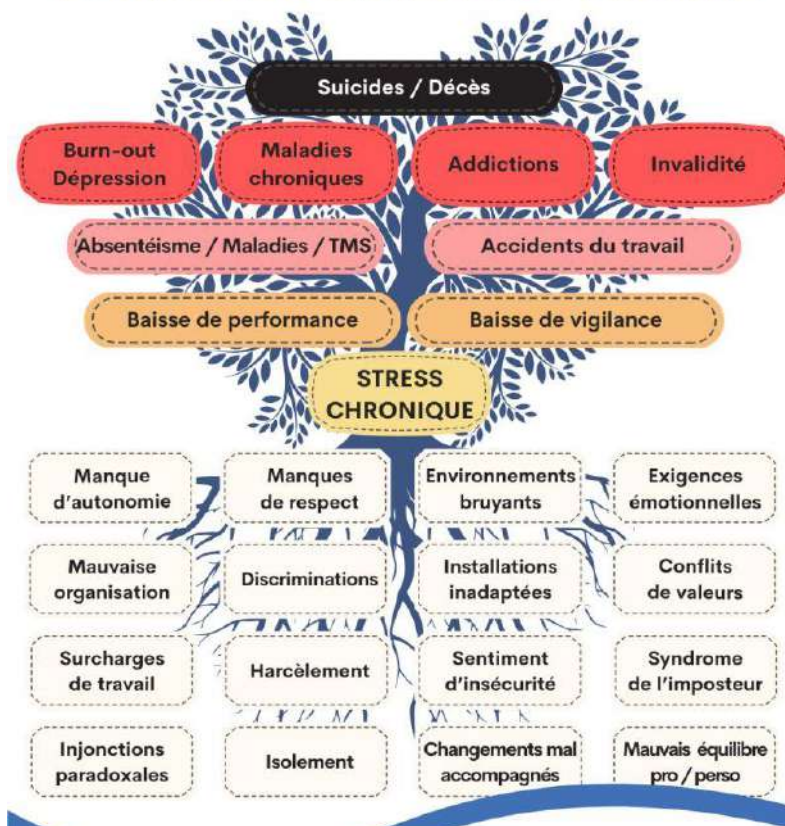 Suicides / Décès
Burn-out
Dépression
Maladies
chroniques
Addictions
Invalidité
Absentéisme / Maladies / TMS
Accidents du travail
Baisse de performance
Baisse de vigilance
STRESS
CHRONIQUE
Manque
d'autonomie
Manques
de respect
Environnements
bruyants
Exigences
émotionnelles
Mauvaise
organisation
Discriminations
Installations
inadaptées
Conflits
de valeurs
Surcharges
de travail
Harcèlement
Sentiment
d'insécurité
Syndrome
de l'imposteur
Injonctions
paradoxales
Isolement
Changements mal
accompagnés
Mauvais équilibre
pro / perso